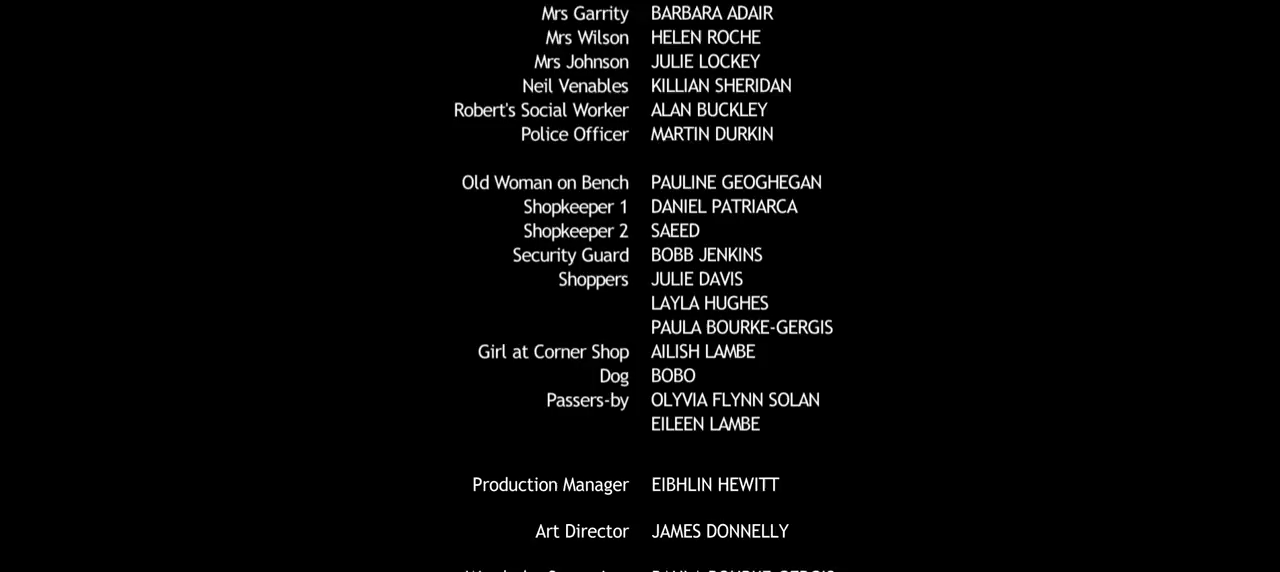 Mrs Garrity BARBARA ADAIR
Mrs Wilson HELEN ROCHE
Mrs Johnson JULIE LOCKEY
Neil Venables KILLIAN SHERIDAN
Robert's Social Worker ALAN BUCKLEY
Police Officer MARTIN DURKIN
Old Woman on Bench PAULINE GEOGHEGAN
Shopkeeper 1 DANIEL PATRIARCA
Shopkeeper 2 SAEED
Security Guard BOBB JENKINS
Shoppers JULIE DAVIS
LAYLA HUGHES
PAULA BOURKE-GERGIS
Girl at Corner Shop AILISH LAMBE
Dog BOBO
Passers-by OLYVIA FLYNN SOLAN
EILEEN LAMBE
Production Manager EIBHLIN HEWITT
Art Director JAMES DONNELLY